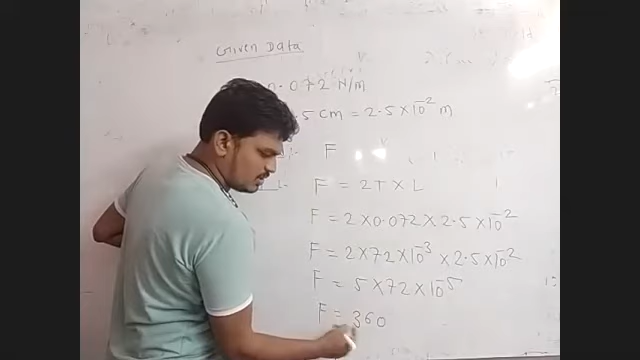 Given Data
0.072 N/m
.5 cm = 2.5×10⁻² m
F
F = 2T × L
F = 2×0.072×2.5×10⁻²
F = 2×72×10⁻³ ×2.5×10⁻²
F = 5×72×10⁻⁵
F = 360